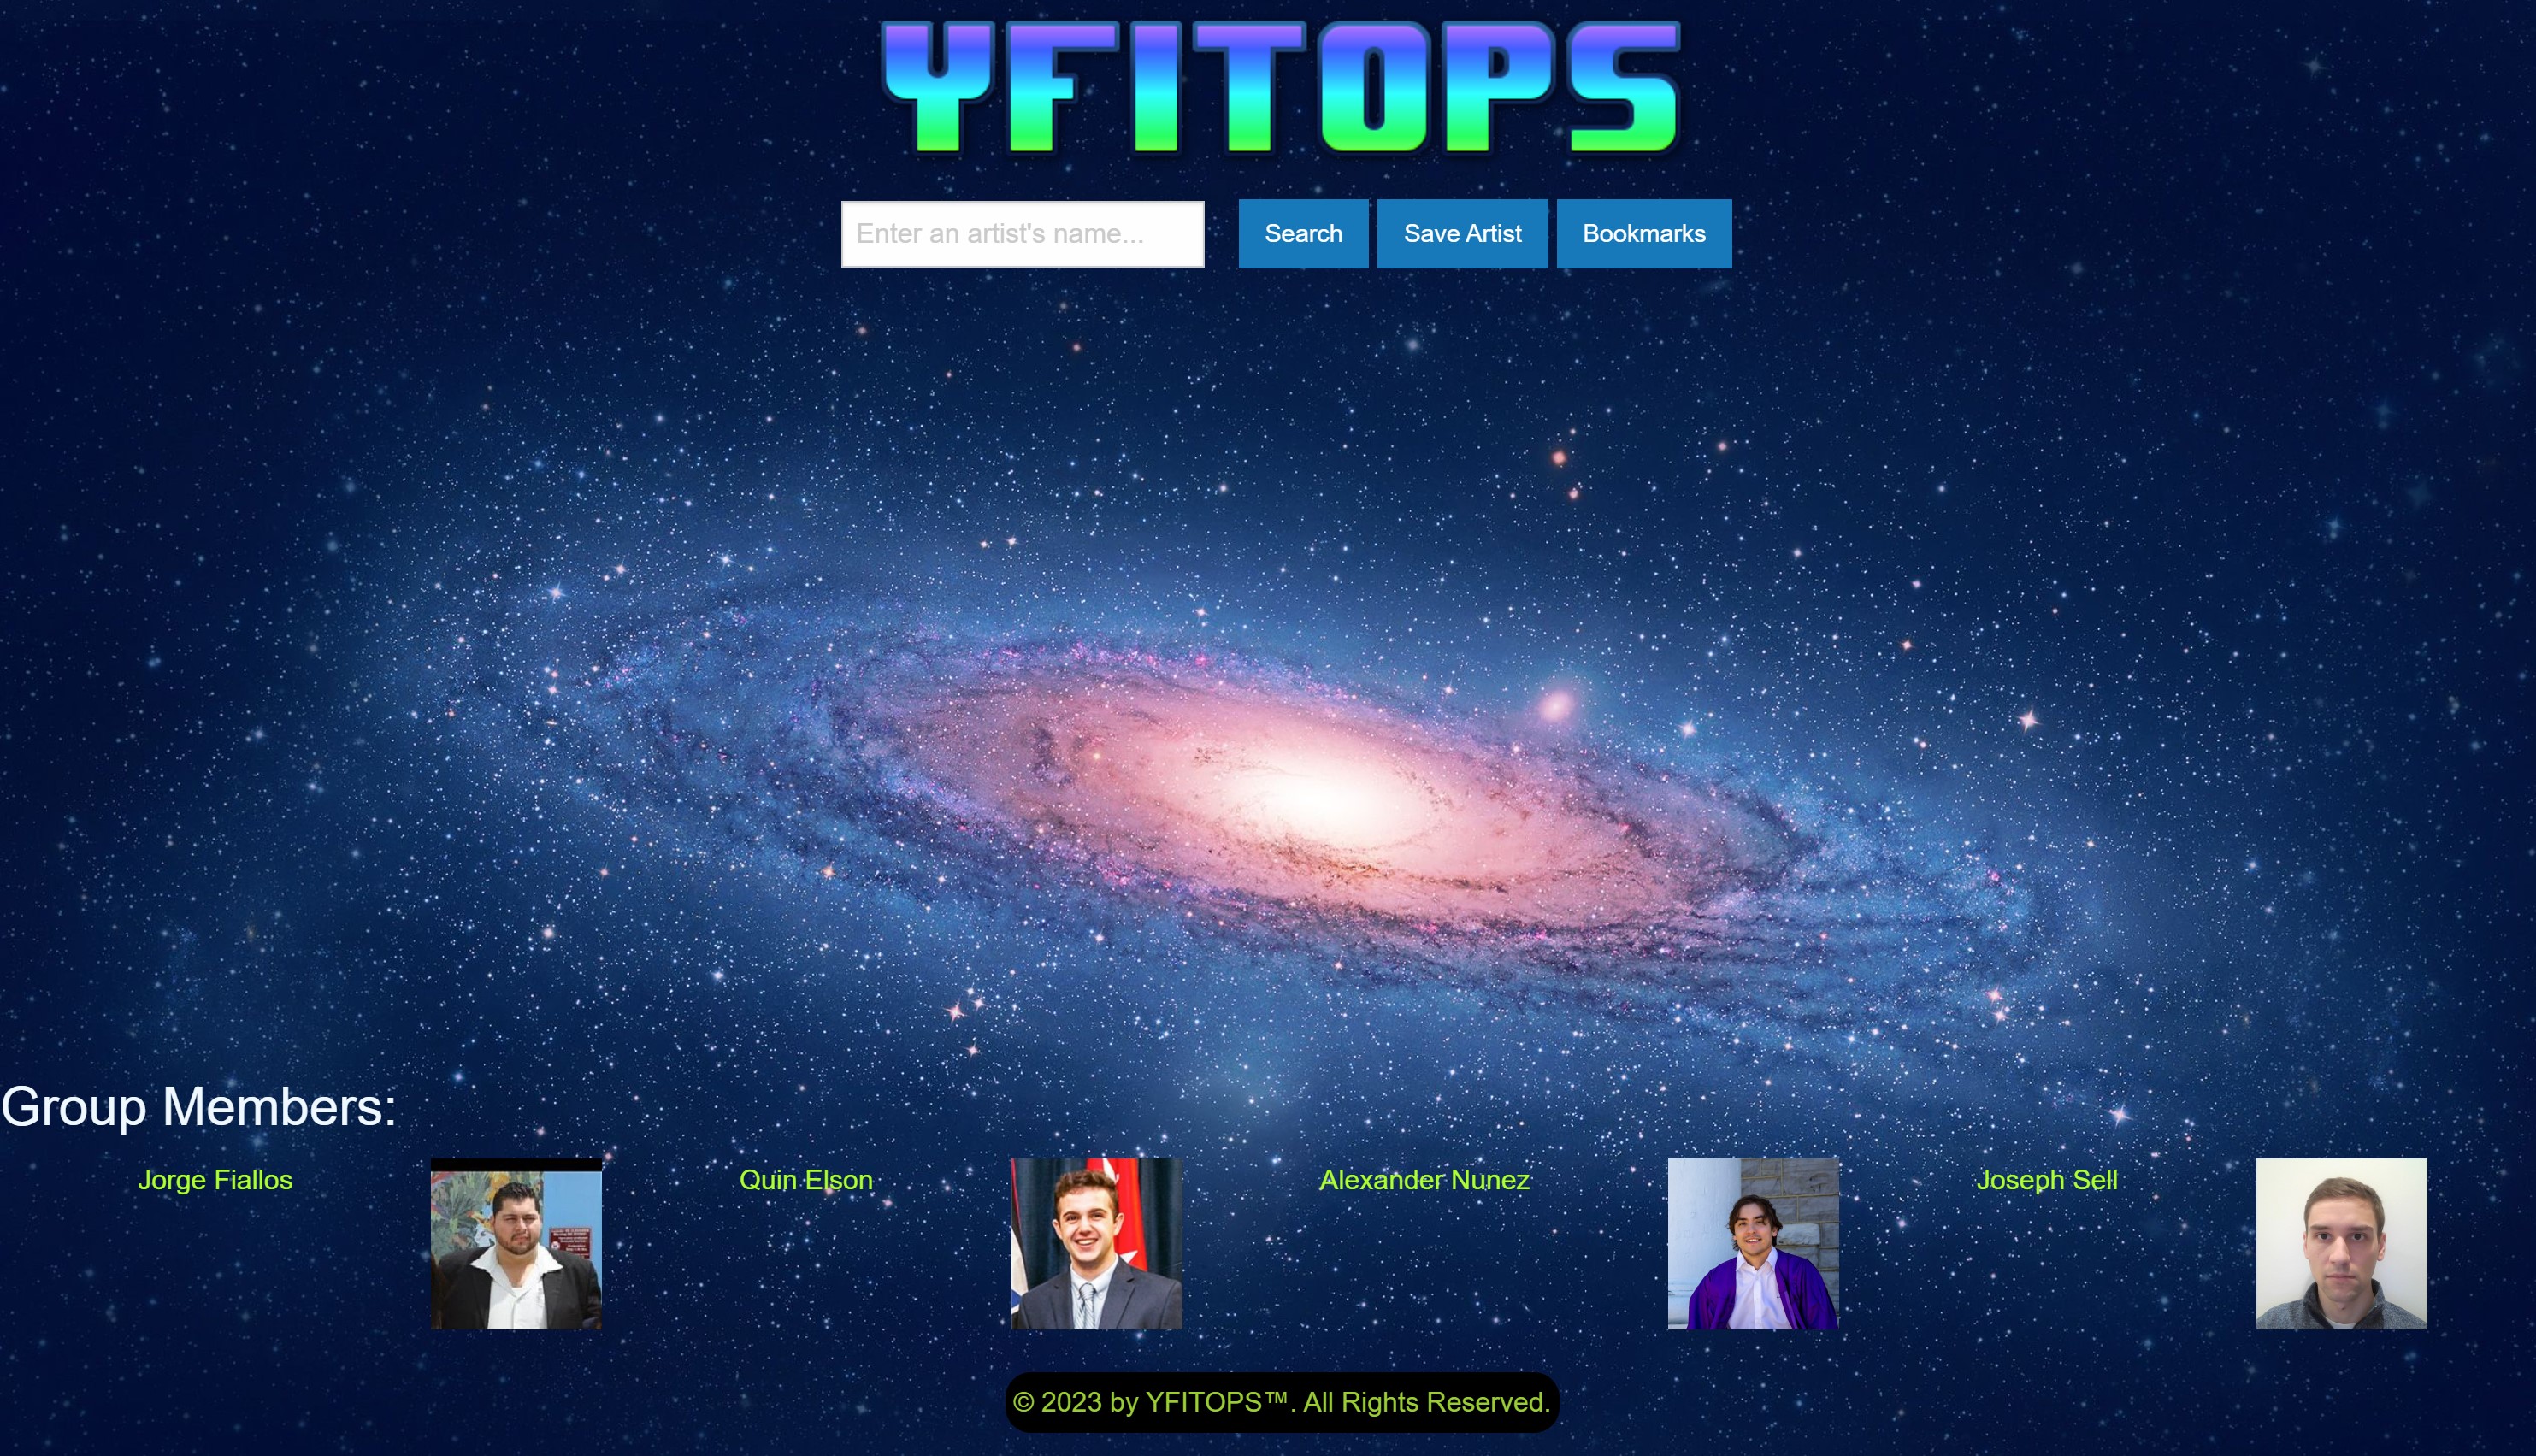 YFITOPS
Enter an artist's name...
Search
Save Artist
Bookmarks
Group Members:
Jorge Fiallos
Quin Elson
Alexander Nunez
Joseph Sell
© 2023 by YFITOPS™. All Rights Reserved.